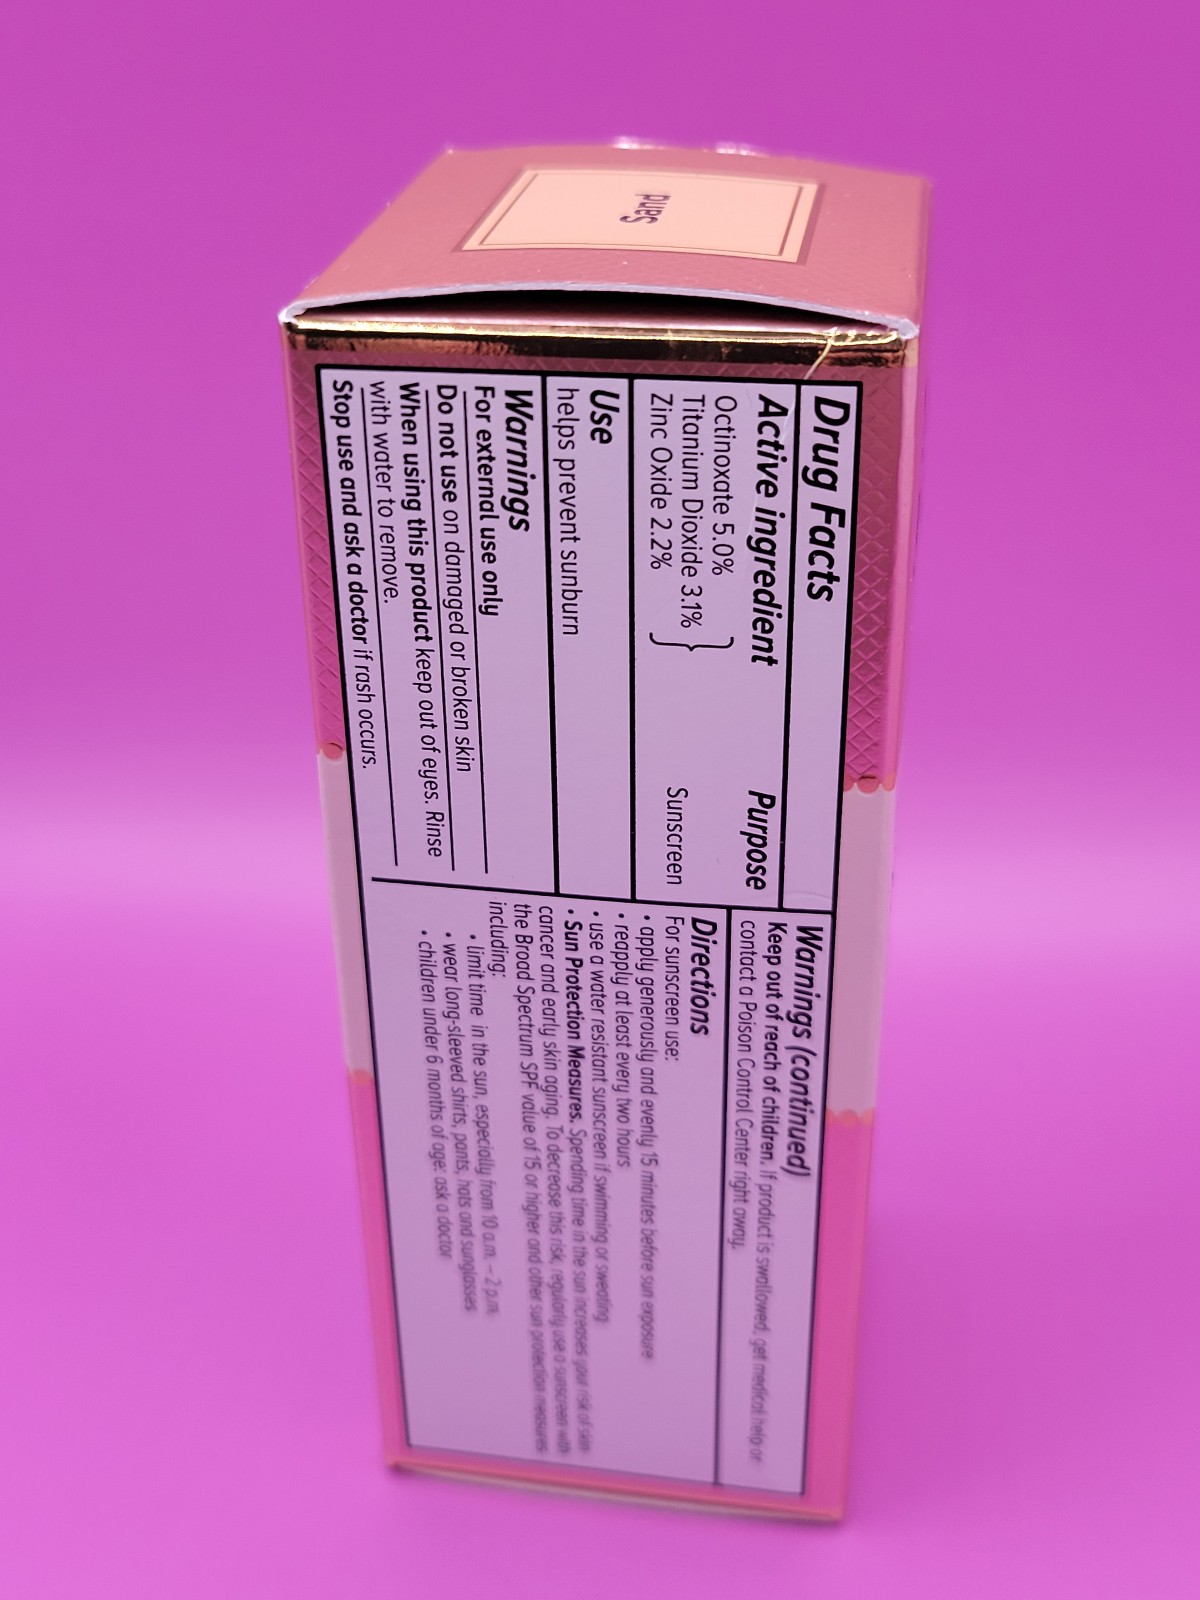 Sand
Drug Facts
Active ingredient Purpose
Octinoxate 5.0%
Titanium Dioxide 3.1%
Zinc Oxide 2.2% Sunscreen
Use
helps prevent sunburn
Warnings
For external use only
Do not use on damaged or broken skin
When using this product keep out of eyes. Rinse
with water to remove.
Stop use and ask a doctor if rash occurs.
Warnings (continued)
Keep out of reach of children. If product is swallowed, get medical help or
contact a Poison Control Center right away.
Directions
For sunscreen use:
• apply generously and evenly 15 minutes before sun exposure
• reapply at least every two hours
• use a water resistant sunscreen if swimming or sweating
• Sun Protection Measures. Spending time in the sun increases your risk of skin
cancer and early skin aging. To decrease this risk, regularly use a sunscreen with
the Broad Spectrum SPF value of 15 or higher and other sun protection measures
including:
• limit time in the sun, especially from 10 a.m. – 2 p.m.
• wear long-sleeved shirts, pants, hats and sunglasses
• children under 6 months of age: ask a doctor